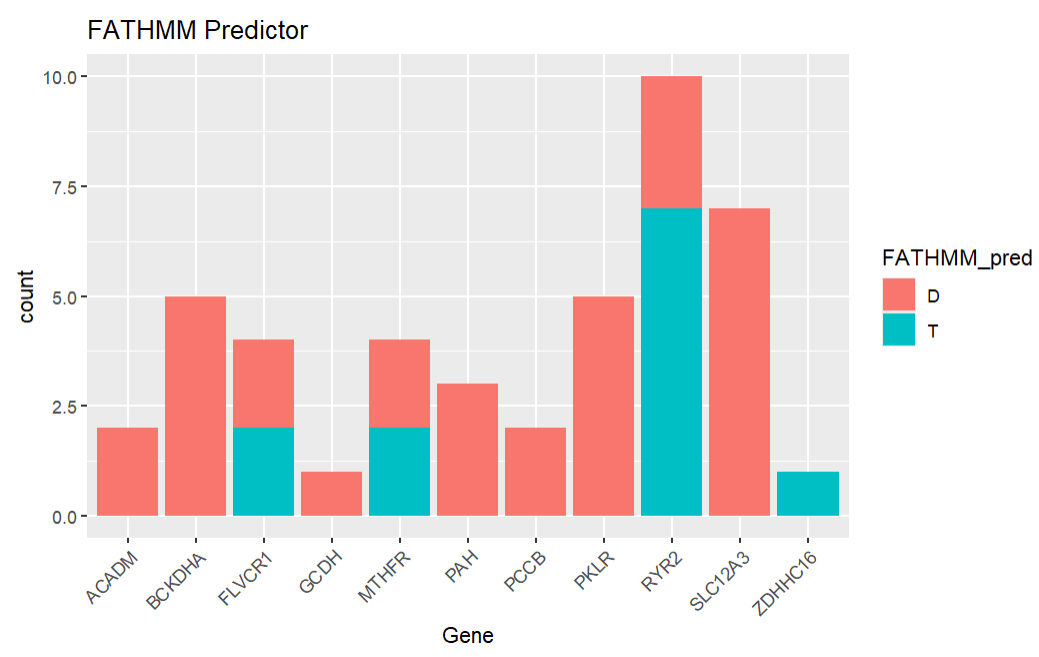 FATHMM Predictor
10.0
7.5
5.0
2.5
0.0
count
ACADM
BCKDHA
FLVCR1
GCDH
MTHFR
PAH
PCCB
PKLR
RYR2
SLC12A3
ZDHHC16
Gene
FATHMM_pred
D
T